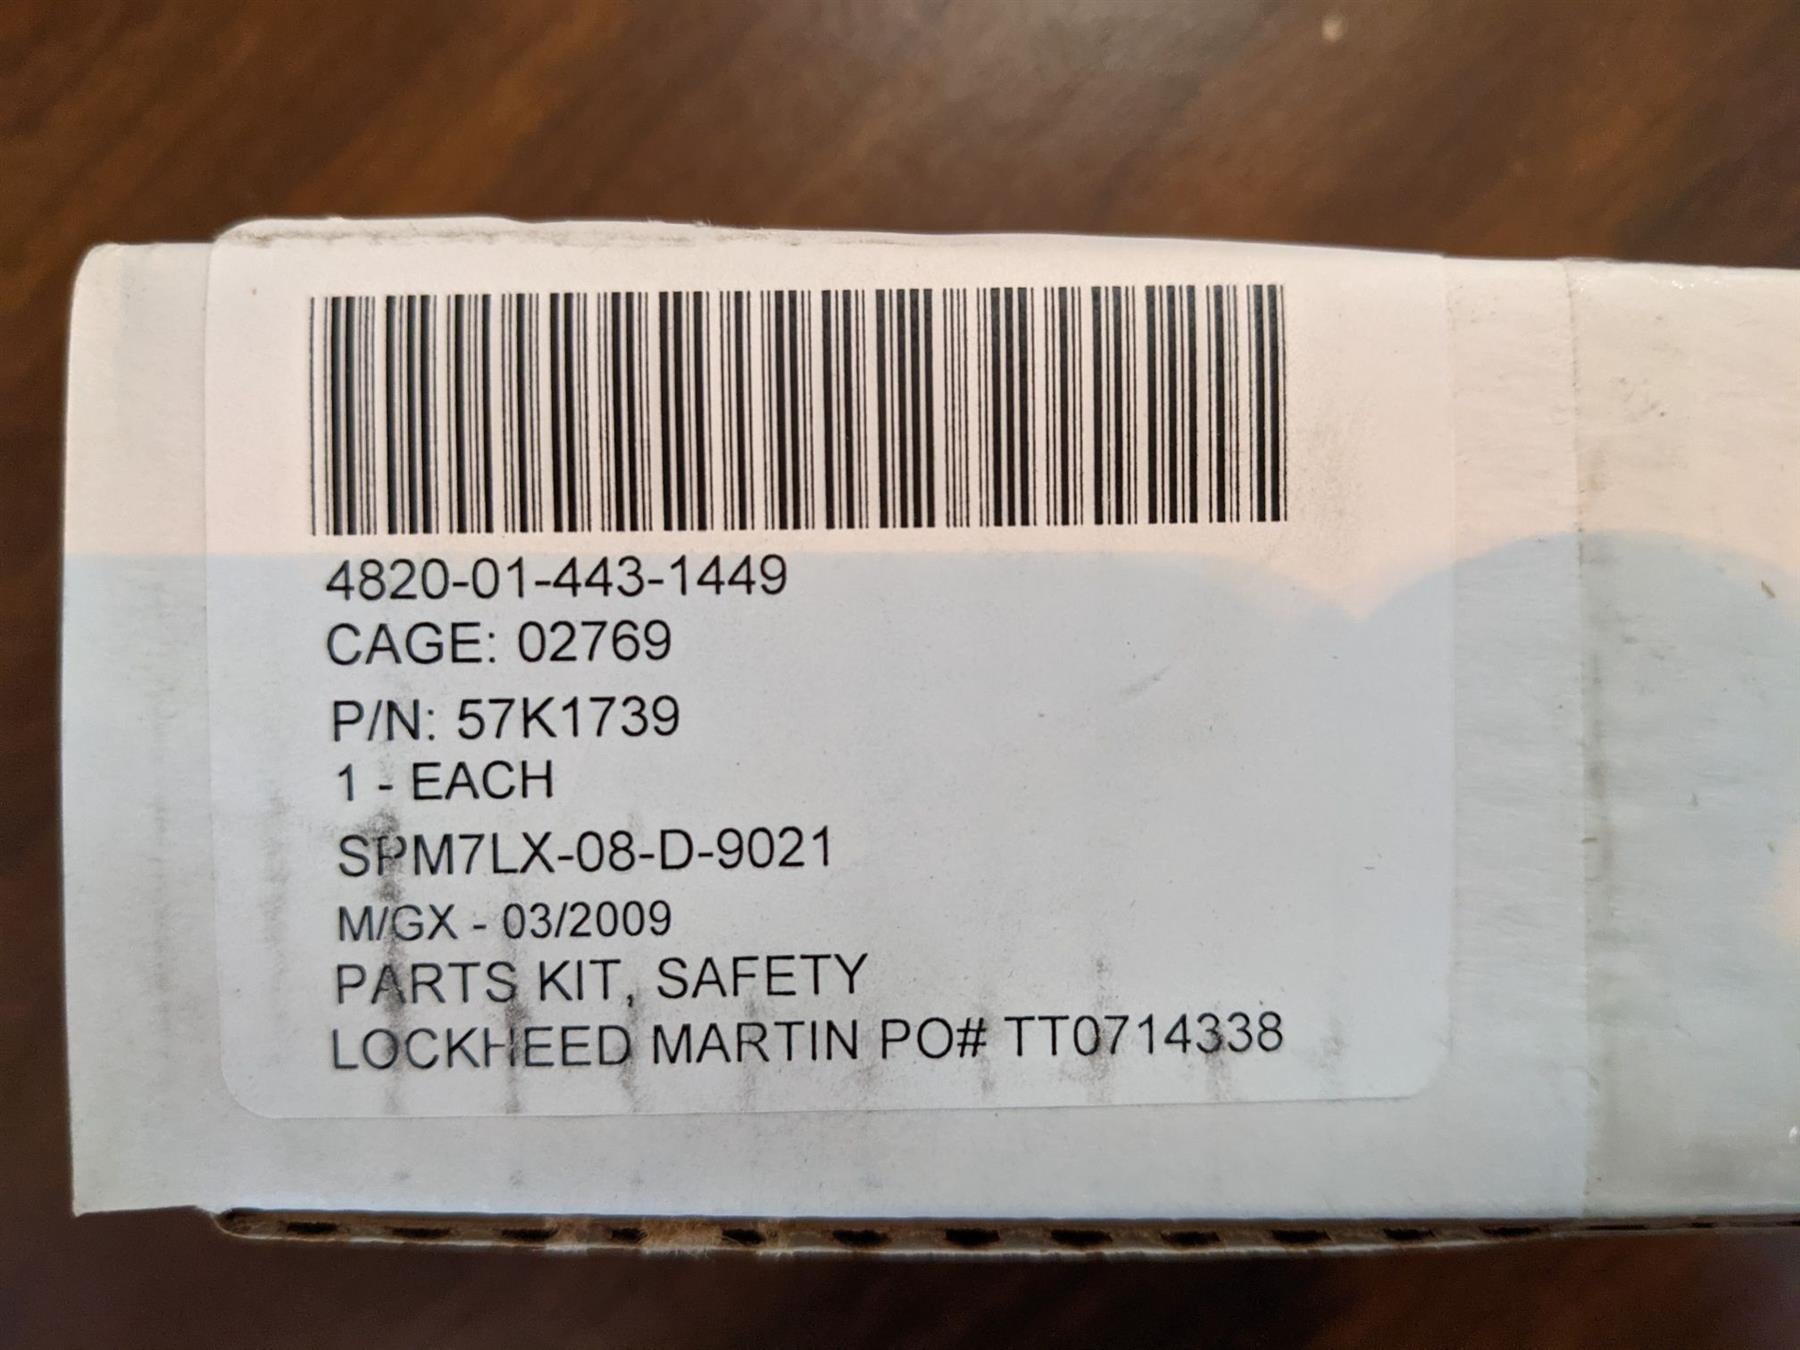 4820-01-443-1449
CAGE: 02769
P/N: 57K1739
1 - EACH
SPM7LX-08-D-9021
M/GX - 03/2009
PARTS KIT, SAFETY
LOCKHEED MARTIN PO# TT0714338